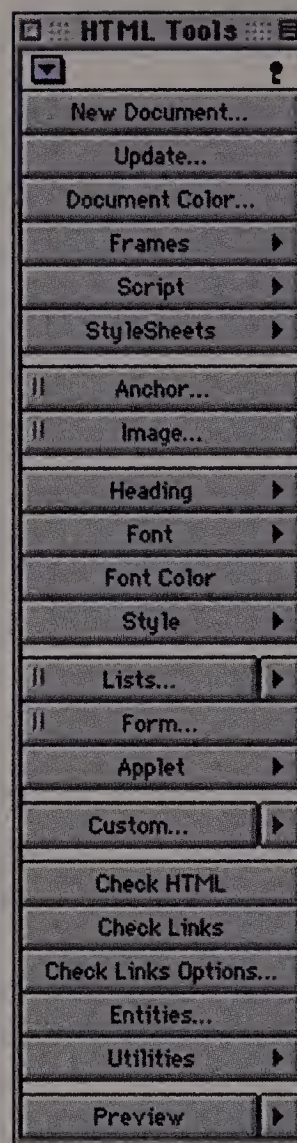 HTML Tools
?
New Document...
Update...
Document Color...
Frames
Script
StyleSheets
Anchor...
Image...
Heading
Font
Font Color
Style
Lists...
Form...
Applet
Custom...
Check HTML
Check Links
Check Links Options...
Entities...
Utilities
Preview